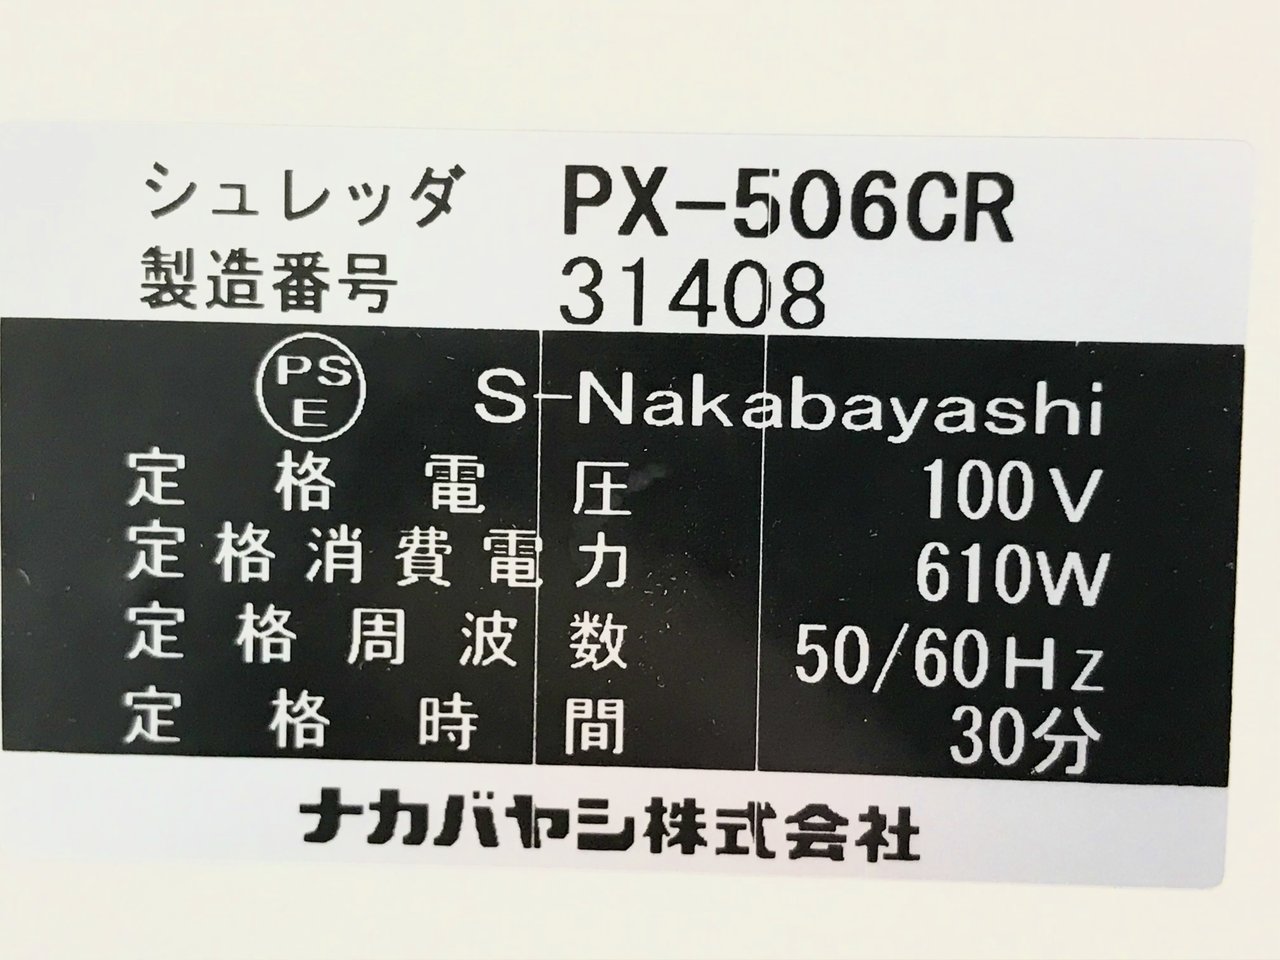 シュレッダ PX-506CR
製造番号 31408
PS
E
S-Nakabayashi
定格電圧 100V
定格消費電力 610W
定格周波数 50/60Hz
定格時間 30分
ナカバヤシ株式会社